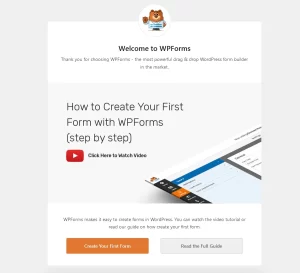 Welcome to WPForms
Thank you for choosing WPForms - the most powerful drag & drop WordPress form builder
in the market.
How to Create Your First
Form with WPForms
(step by step)
Click Here to Watch Video
WPForms makes it easy to create forms in WordPress. You can watch the video tutorial or
read our guide on how create your first form.
Create Your First Form
Read the Full Guide